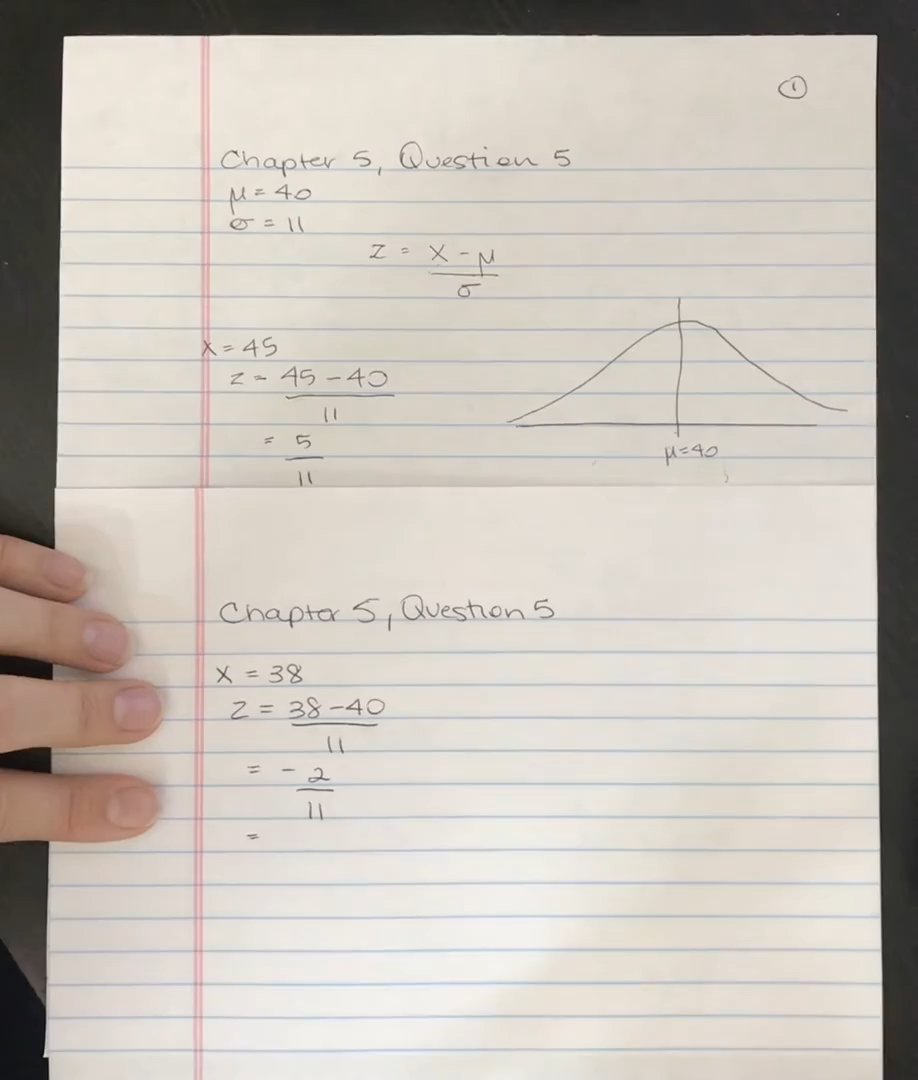 ①
Chapter 5, Question 5
μ = 40
σ = 11
z = x - μ
σ
x = 45
z = 45 - 40
11
= 5
11
μ=40
Chapter 5, Question 5
x = 38
z = 38 - 40
11
= - 2
11
=